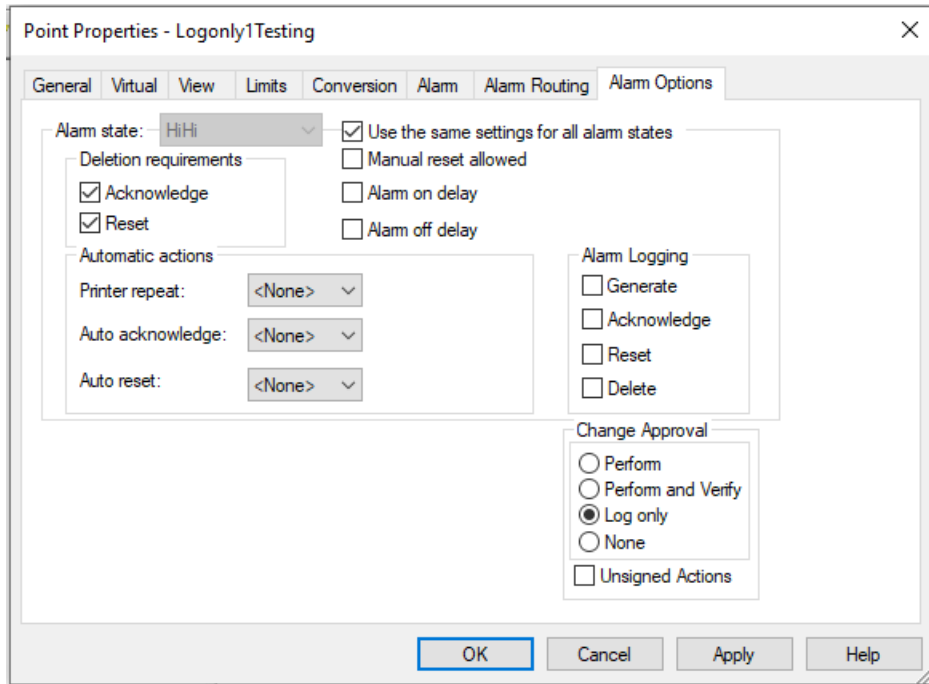 Point Properties - Logonly1Testing
General Virtual View Limits Conversion Alarm Alarm Routing Alarm Options
Alarm state: HiHi Use the same settings for all alarm states
Deletion requirements Manual reset allowed
Acknowledge Alarm on delay
Reset Alarm off delay
Automatic actions Alarm Logging
Printer repeat: <None> Generate
Auto acknowledge: <None> Acknowledge
Reset
Auto reset: <None> Delete
Change Approval
Perform
Perform and Verify
Log only
None
Unsigned Actions
OK Cancel Apply Help